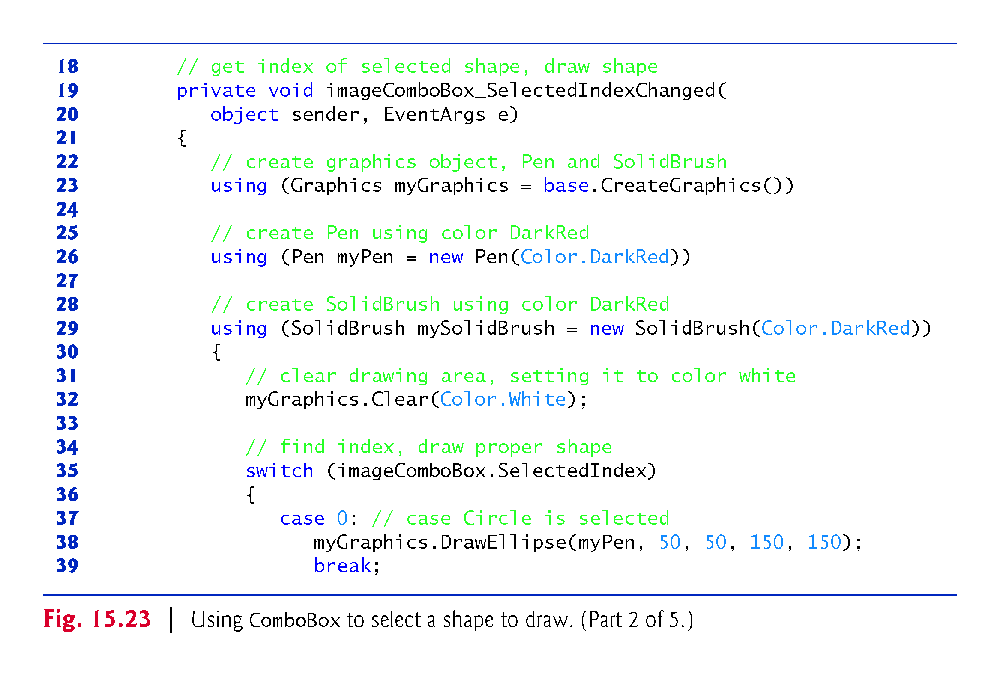 18 // get index of selected shape, draw shape
19 private void imageComboBox_SelectedIndexChanged(
20 object sender, EventArgs e)
21 {
22 // create graphics object, Pen and SolidBrush
23 using (Graphics myGraphics = base.CreateGraphics())
24
25 // create Pen using color DarkRed
26 using (Pen myPen = new Pen(Color.DarkRed))
27
28 // create SolidBrush using color DarkRed
29 using (SolidBrush mySolidBrush = new SolidBrush(Color.DarkRed))
30 {
31 // clear drawing area, setting it to color white
32 myGraphics.Clear(Color.White);
33
34 // find index, draw proper shape
35 switch (imageComboBox.SelectedIndex)
36 {
37 case 0: // case Circle is selected
38 myGraphics.DrawEllipse(myPen, 50, 50, 150, 150);
39 break;
Fig. 15.23 | Using ComboBox to select a shape to draw. (Part 2 of 5.)